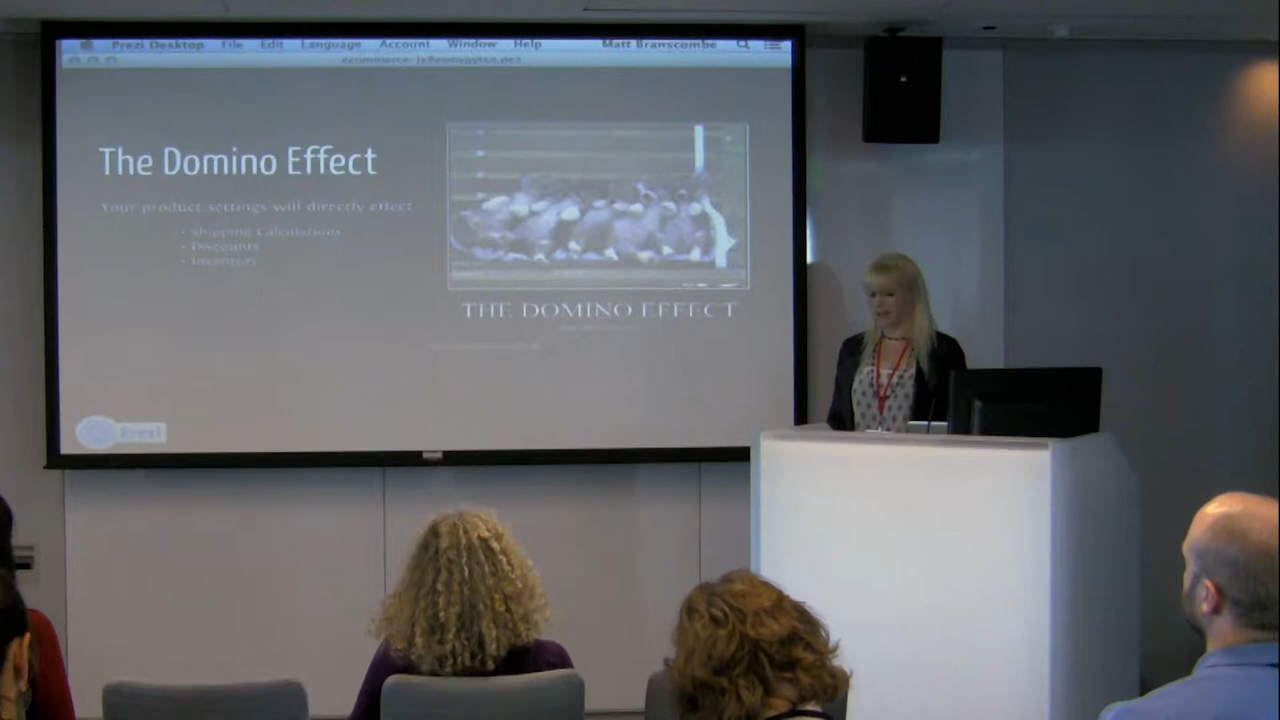 Prezi Desktop File Edit Language Account Window Help Matt Branscombe
The Domino Effect
Your product settings will directly effect
- Shipping Calculations
- Discounts
- Inventory
THE DOMINO EFFECT
Prezi